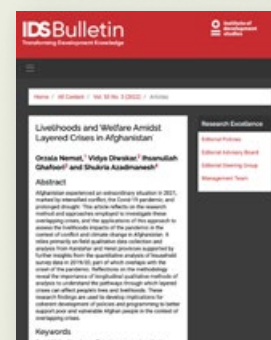 IDS Bulletin
Transforming Development Knowledge
institute of
development
studies
Home / All Content / Vol. 53 No. 3 (2022) / Articles
Livelihoods and Welfare Amidst
Layered Crises in Afghanistan
Orzala Nemat,¹ Vidya Diwakar,² Ihsanullah
Ghafoori³ and Shukria Azadmanesh⁴
Abstract
Afghanistan experienced an extraordinary situation in 2021,
marked by intensified conflict, the Covid-19 pandemic, and
prolonged drought. This article reflects on the research
method and approaches employed to investigate these
overlapping crises, and the applications of this approach to
assess the livelihoods impacts of the pandemic in the
context of conflict and climate change in Afghanistan. It
relies primarily on field qualitative data collection and
analysis from Kandahar and Herat provinces supported by
further insights from the quantitative analysis of household
survey data in 2019/20, part of which overlaps with the
onset of the pandemic. Reflections on the methodology
reveal the importance of longitudinal qualitative methods of
analysis to understand the pathways through which layered
crises can affect people's lives and livelihoods. These
research findings are used to develop implications for
coherent development of policies and programming to better
support poor and vulnerable Afghan people in the context of
overlapping crises.
Keywords
Research Excellence
Editorial Policies
Editorial Advisory Board
Editorial Steering Group
Management Team